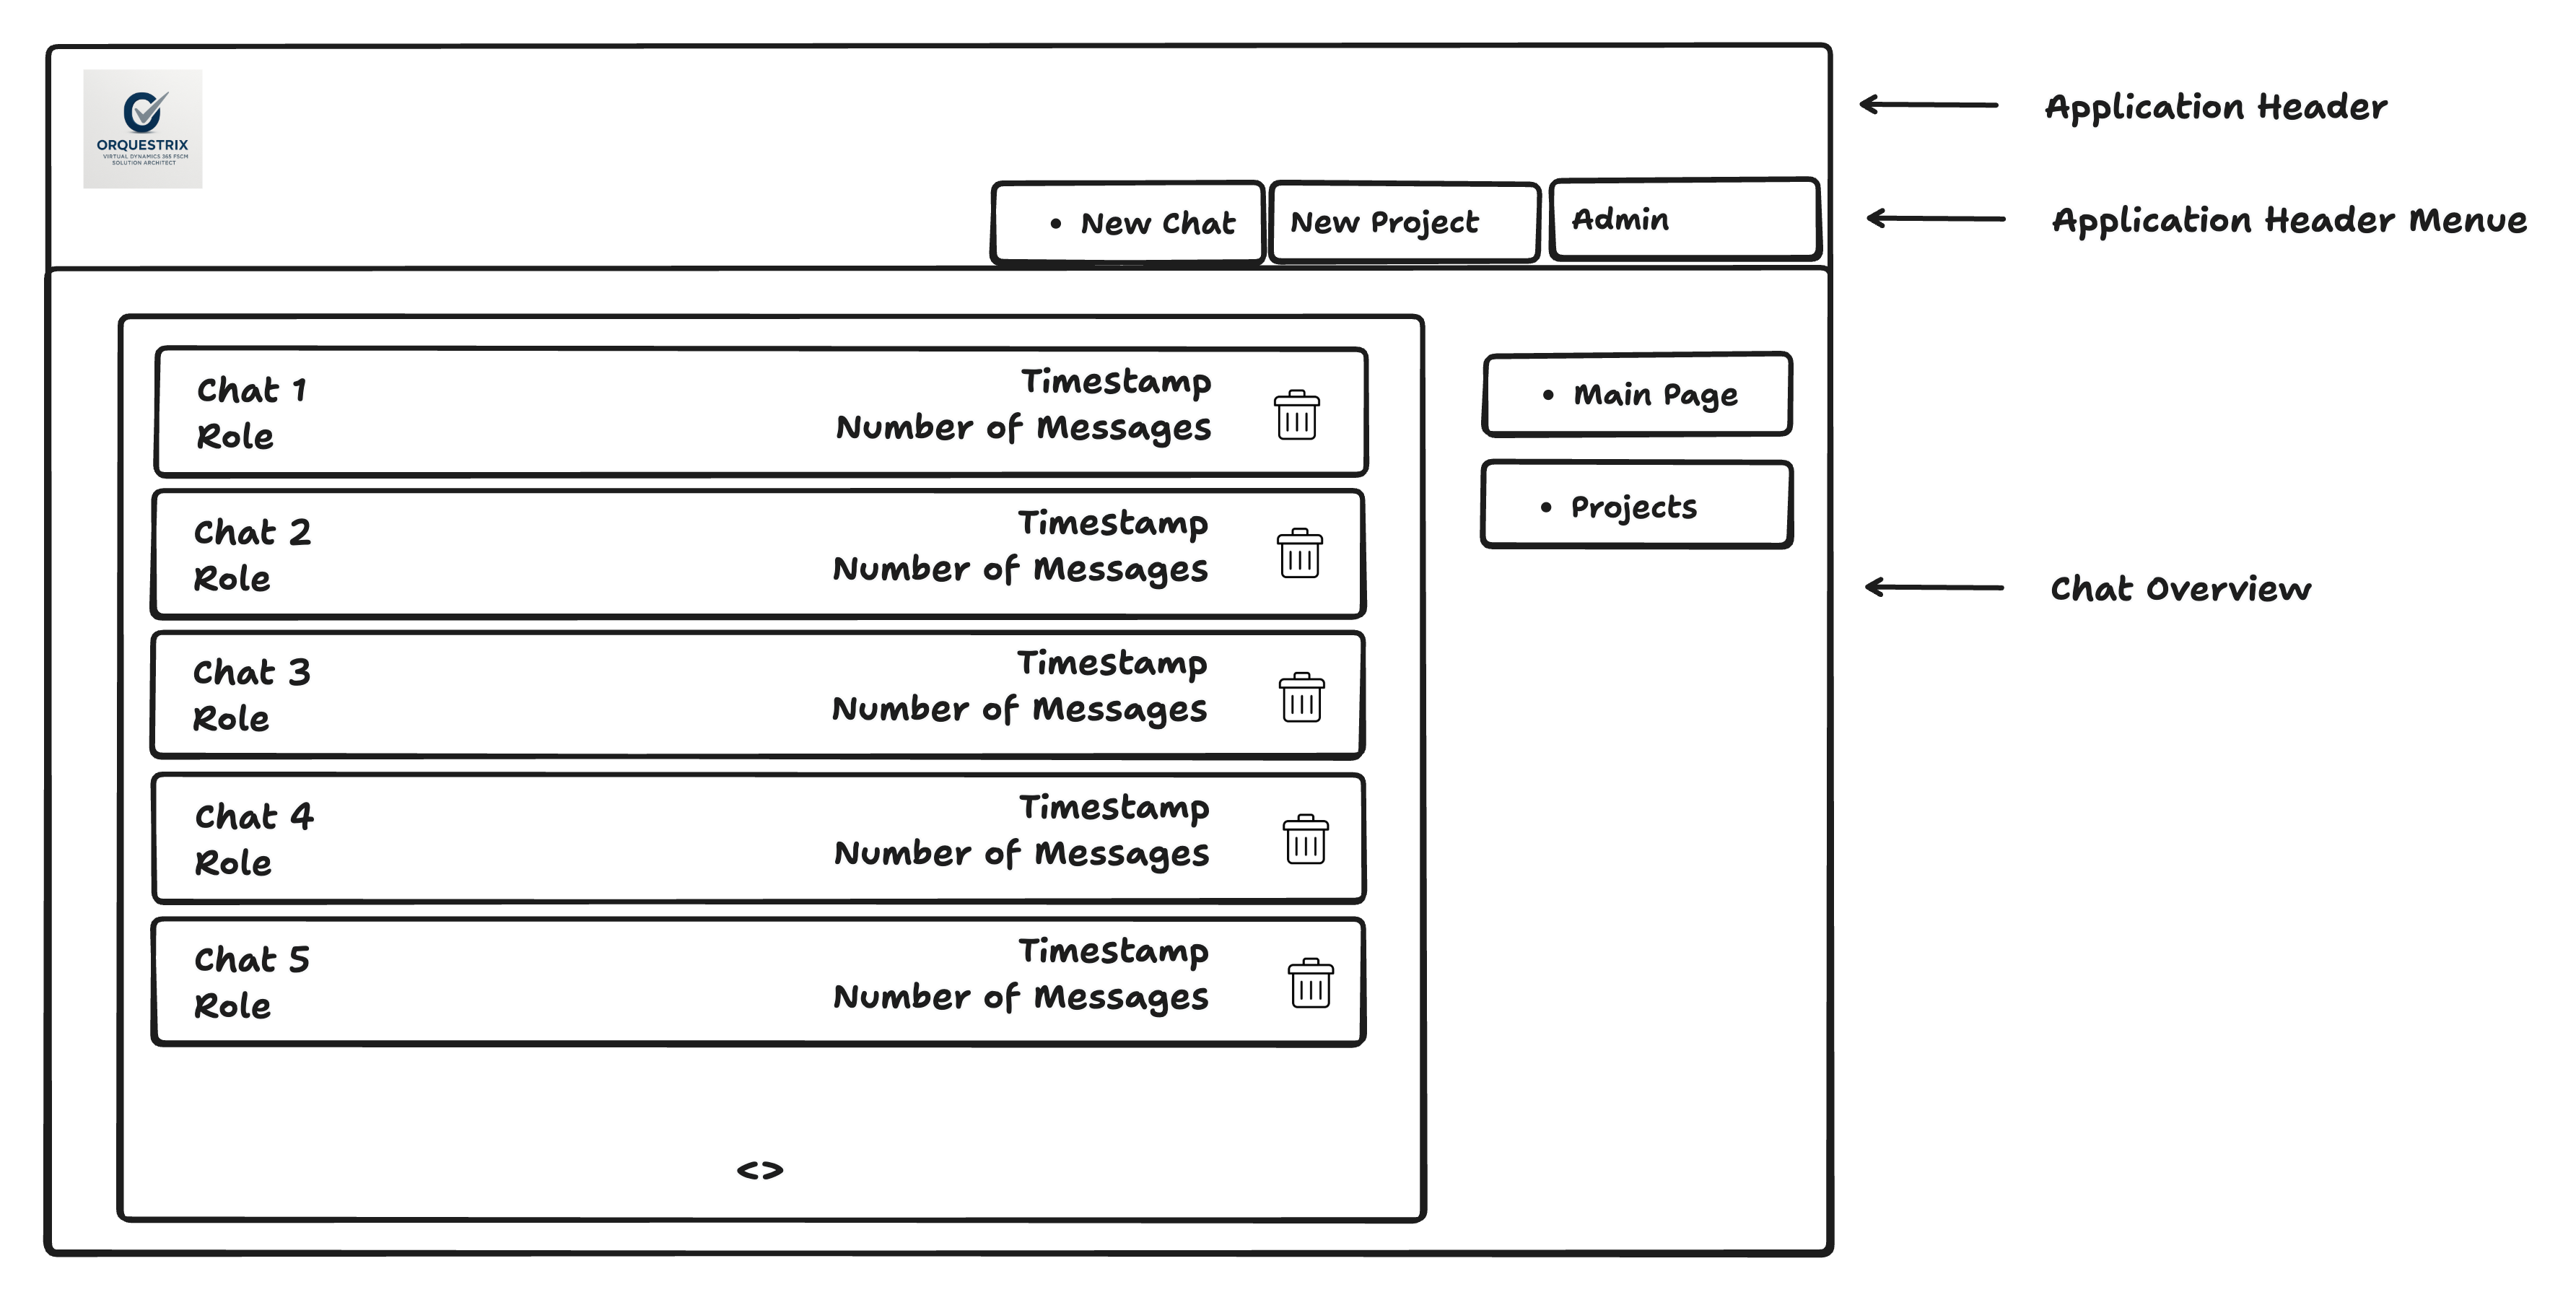 ORQUESTRIX
VIRTUAL DYNAMICS 365 FSCM
SOLUTION ARCHITECT
Application Header
• New Chat
New Project
Admin
Application Header Menue
Chat 1
Role
Timestamp
Number of Messages
• Main Page
Chat 2
Role
Timestamp
Number of Messages
• Projects
Chat Overview
Chat 3
Role
Timestamp
Number of Messages
Chat 4
Role
Timestamp
Number of Messages
Chat 5
Role
Timestamp
Number of Messages
<>